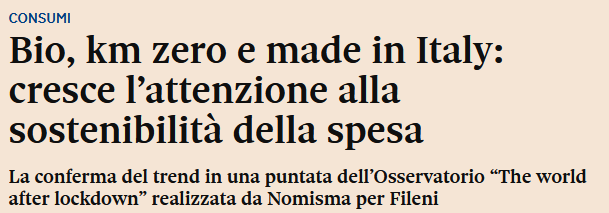 CONSUMI
Bio, km zero e made in Italy:
cresce l’attenzione alla
sostenibilità della spesa
La conferma del trend in una puntata dell’Osservatorio “The world
after lockdown” realizzata da Nomisma per Fileni